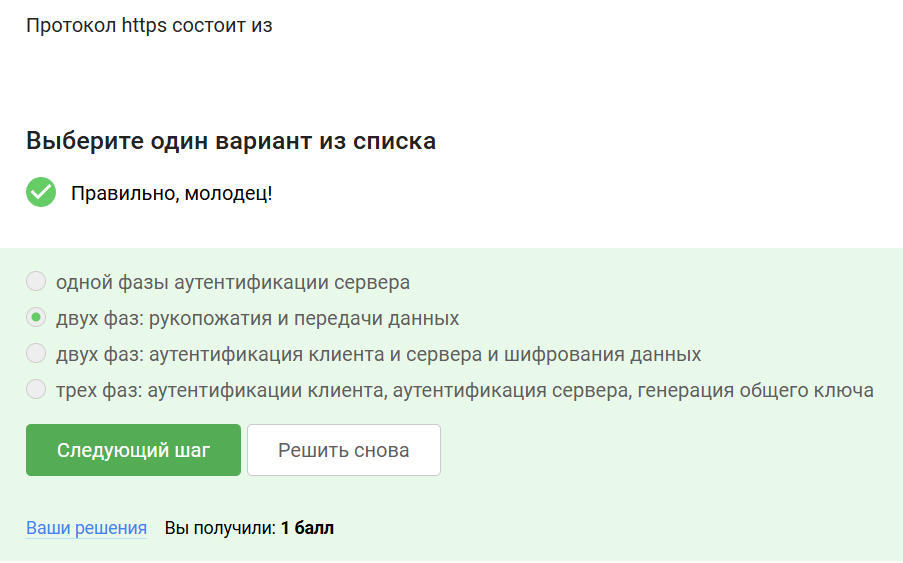 Протокол https состоит из
Выберите один вариант из списка
Правильно, молодец!
одной фазы аутентификации сервера
двух фаз: рукопожатия и передачи данных
двух фаз: аутентификация клиента и сервера и шифрования данных
трех фаз: аутентификации клиента, аутентификация сервера, генерация общего ключа
Следующий шаг Решить снова
Ваши решения Вы получили: 1 балл